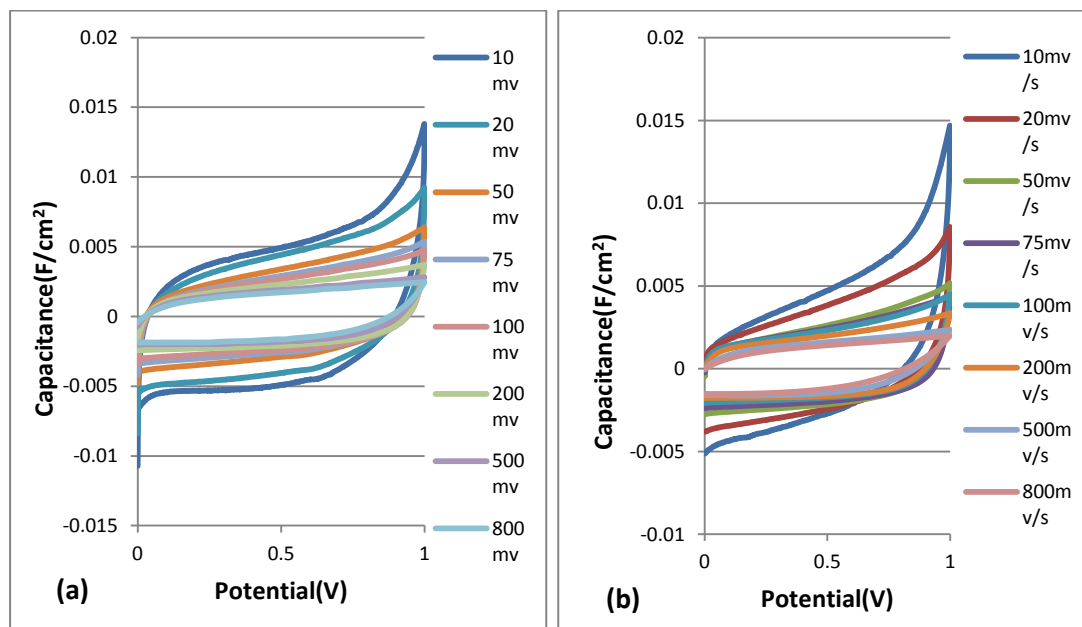 0.02
0.015
0.01
0.005
0
-0.005
-0.01
-0.015
0
0.5
1
Capacitance(F/cm²)
Potential(V)
(a)
10
mv
20
mv
50
mv
75
mv
100
mv
200
mv
500
mv
800
mv
0.02
0.015
0.01
0.005
0
-0.005
-0.01
0
0.5
1
Capacitance(F/cm²)
Potential(V)
(b)
10mv
/s
20mv
/s
50mv
/s
75mv
/s
100m
v/s
200m
v/s
500m
v/s
800m
v/s